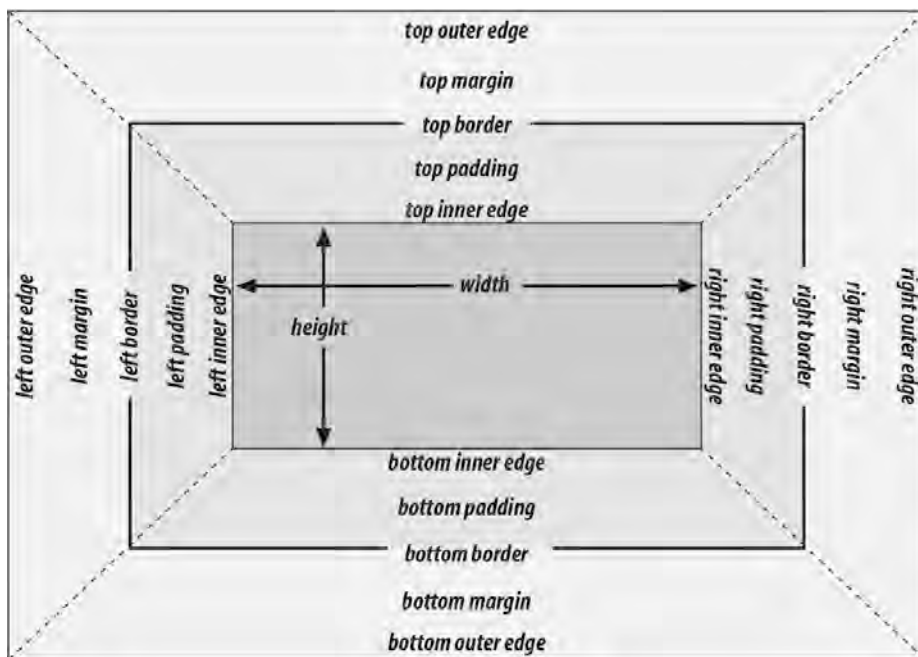 top outer edge
top margin
top border
top padding
top inner edge
left outer edge
left margin
left border
left padding
left inner edge
width
height
right inner edge
right padding
right border
right margin
right outer edge
bottom inner edge
bottom padding
bottom border
bottom margin
bottom outer edge